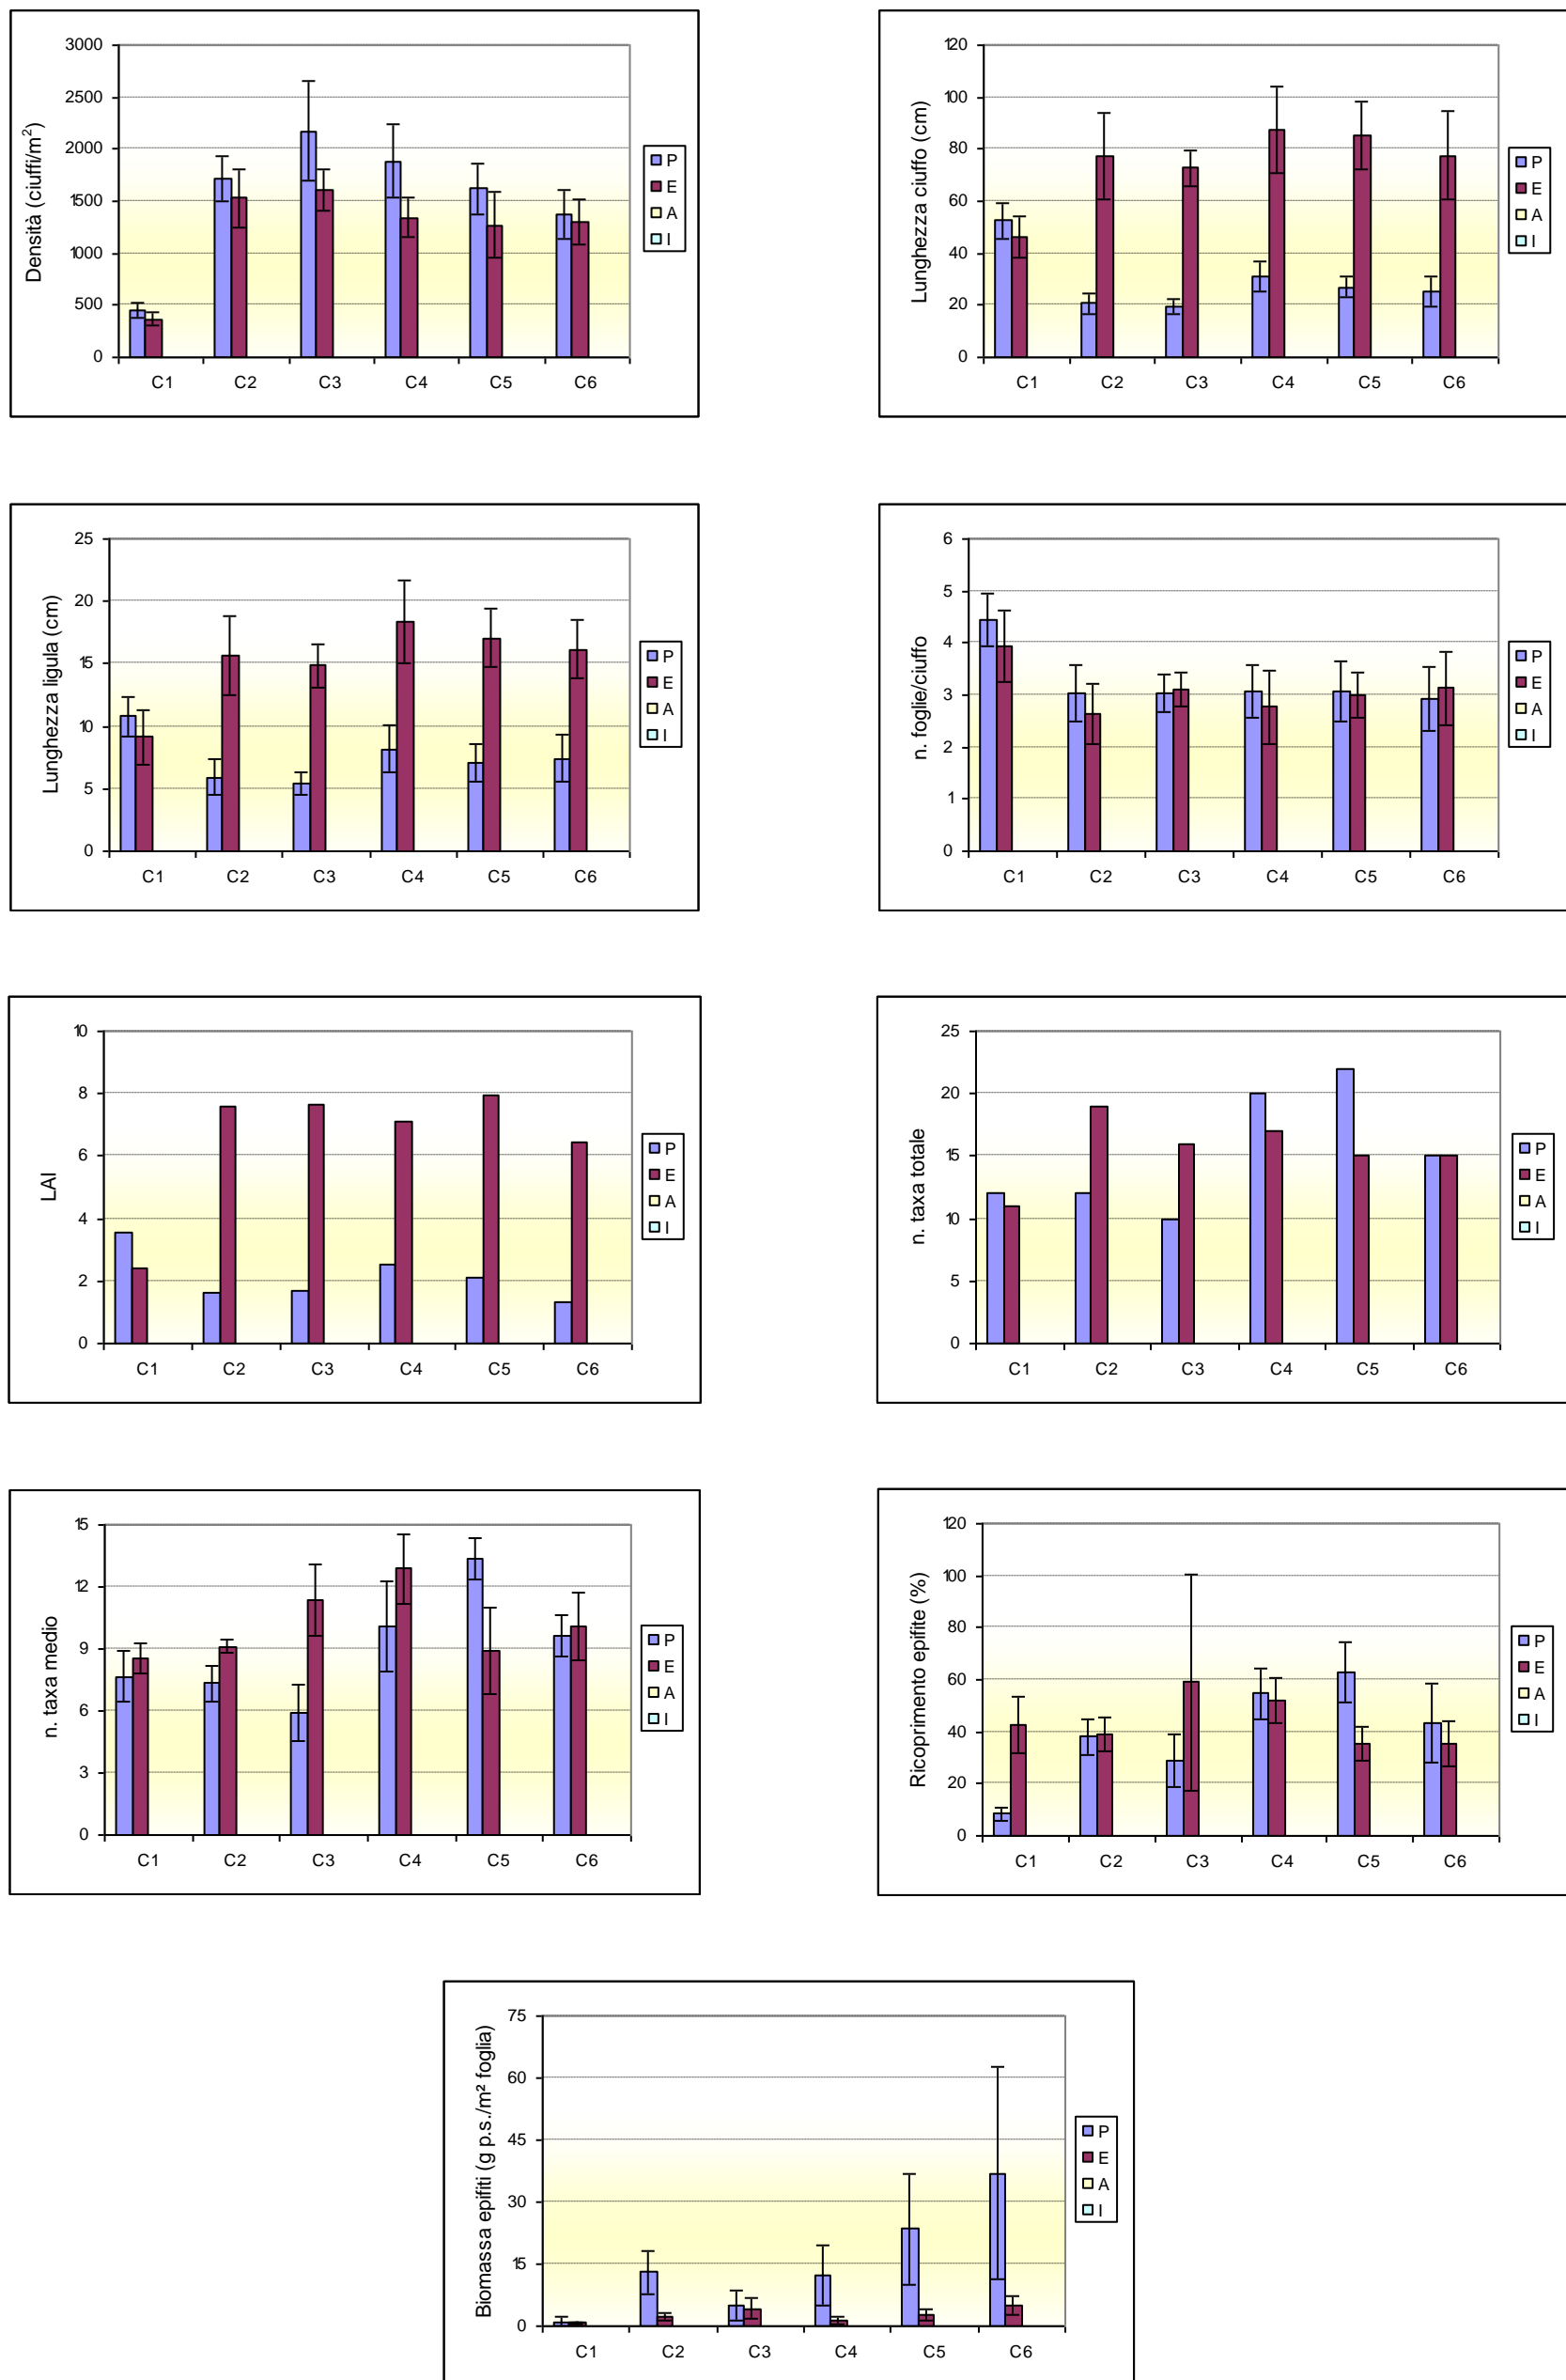 Densità (ciuffi/m²)
3000
2500
2000
1500
1000
500
0
C1 C2 C3 C4 C5 C6
P
E
A
I
Lunghezza ciuffo (cm)
120
100
80
60
40
20
0
C1 C2 C3 C4 C5 C6
P
E
A
I
Lunghezza ligula (cm)
25
20
15
10
5
0
C1 C2 C3 C4 C5 C6
P
E
A
I
n. foglie/ciuffo
6
5
4
3
2
1
0
C1 C2 C3 C4 C5 C6
P
E
A
I
LAI
10
8
6
4
2
0
C1 C2 C3 C4 C5 C6
P
E
A
I
n. taxa totale
25
20
15
10
5
0
C1 C2 C3 C4 C5 C6
P
E
A
I
n. taxa medio
15
12
9
6
3
0
C1 C2 C3 C4 C5 C6
P
E
A
I
Ricoprimento epifite (%)
120
100
80
60
40
20
0
C1 C2 C3 C4 C5 C6
P
E
A
I
Biomassa epifiti (g p.s./m² foglia)
75
60
45
30
15
0
C1 C2 C3 C4 C5 C6
P
E
A
I